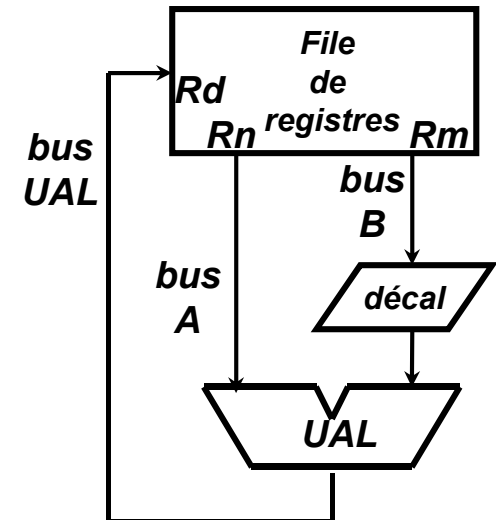 File
de
registres
Rd
Rn
Rm
bus
UAL
bus
B
bus
A
décal
UAL